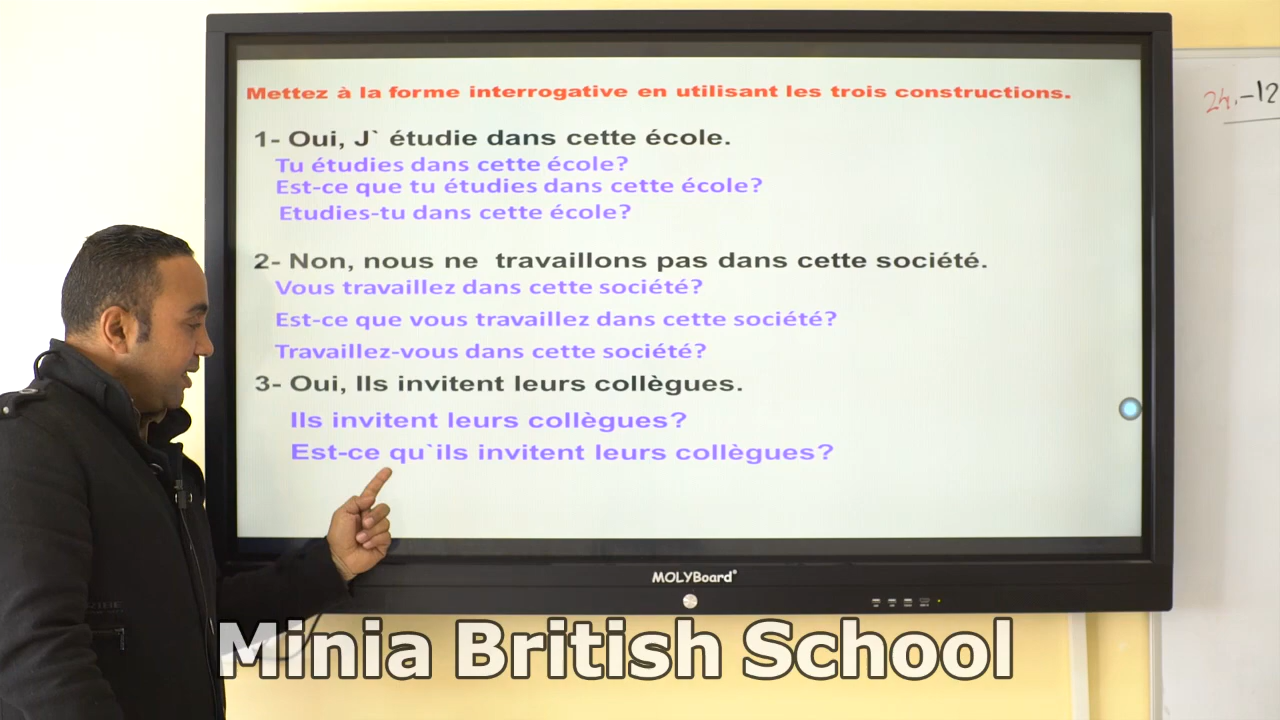 Mettez à la forme interrogative en utilisant les trois constructions.
1- Oui, J` étudie dans cette école.
Tu étudies dans cette école?
Est-ce que tu étudies dans cette école?
Etudies-tu dans cette école?
2- Non, nous ne travaillons pas dans cette société.
Vous travaillez dans cette société?
Est-ce que vous travaillez dans cette société?
Travaillez-vous dans cette société?
3- Oui, Ils invitent leurs collègues.
Ils invitent leurs collègues?
Est-ce qu`ils invitent leurs collègues?
MOLYBoard
Minia British School